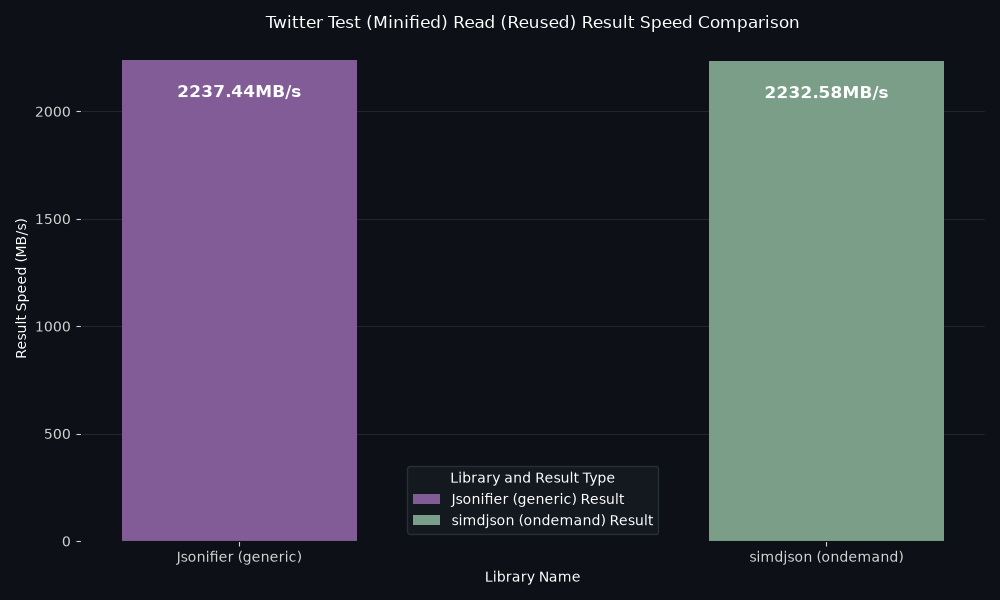 Twitter Test (Minified) Read (Reused) Result Speed Comparison
2237.44MB/s
2232.58MB/s
Result Speed (MB/s)
2000
1500
1000
500
0
Library and Result Type
Jsonifier (generic) Result
simdjson (ondemand) Result
Jsonifier (generic)
simdjson (ondemand)
Library Name